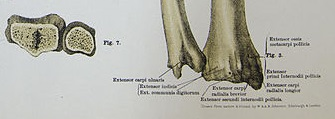 Fig. 7.
Extensor ossis
metacarpi pollicis
Fig. 3.
Extensor
primi internodii pollicis
Extensor carpi
radialis longior
Extensor carpi ulnaris
Extensor indicis
Ext. communis digitorum
Extensor carpi
radialis brevior
Extensor secundi internodii pollicis